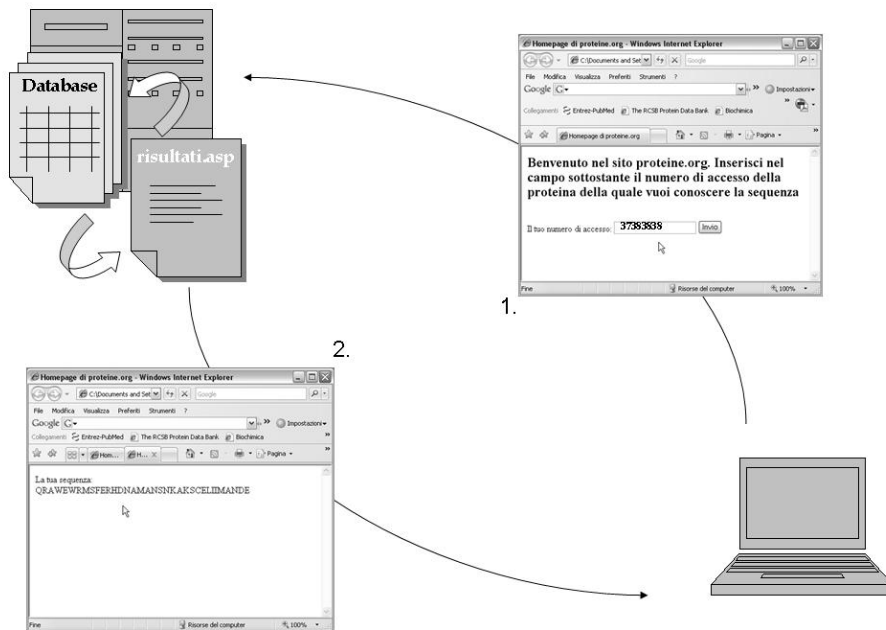 Database
risultati.asp
Homepage di proteine.org - Windows Internet Explorer
C:\Documents and Set
Google
File Modifica Visualizza Preferiti Strumenti ?
Google G Impostazioni
Collegamenti Entrez-PubMed The RCSB Protein Data Bank Biochimica
Homepage di proteine.org Pagina
Benvenuto nel sito proteine.org. Inserisci nel
campo sottostante il numero di accesso della
proteina della quale vuoi conoscere la sequenza
Il tuo numero di accesso: 37383838 Invio
Fine Risorse del computer 100%
1.
2.
Homepage di proteine.org - Windows Internet Explorer
C:\Documents and Set Google
File Modifica Visualizza Preferiti Strumenti ?
Google G Impostazioni
Collegamenti Entrez-PubMed The RCSB Protein Data Bank Biochimica
Hom... H... Pagina
La tua sequenza:
QRAWEWRMSFERHDNAMANSNKAKSCELIIMANDE
Fine Risorse del computer 100%